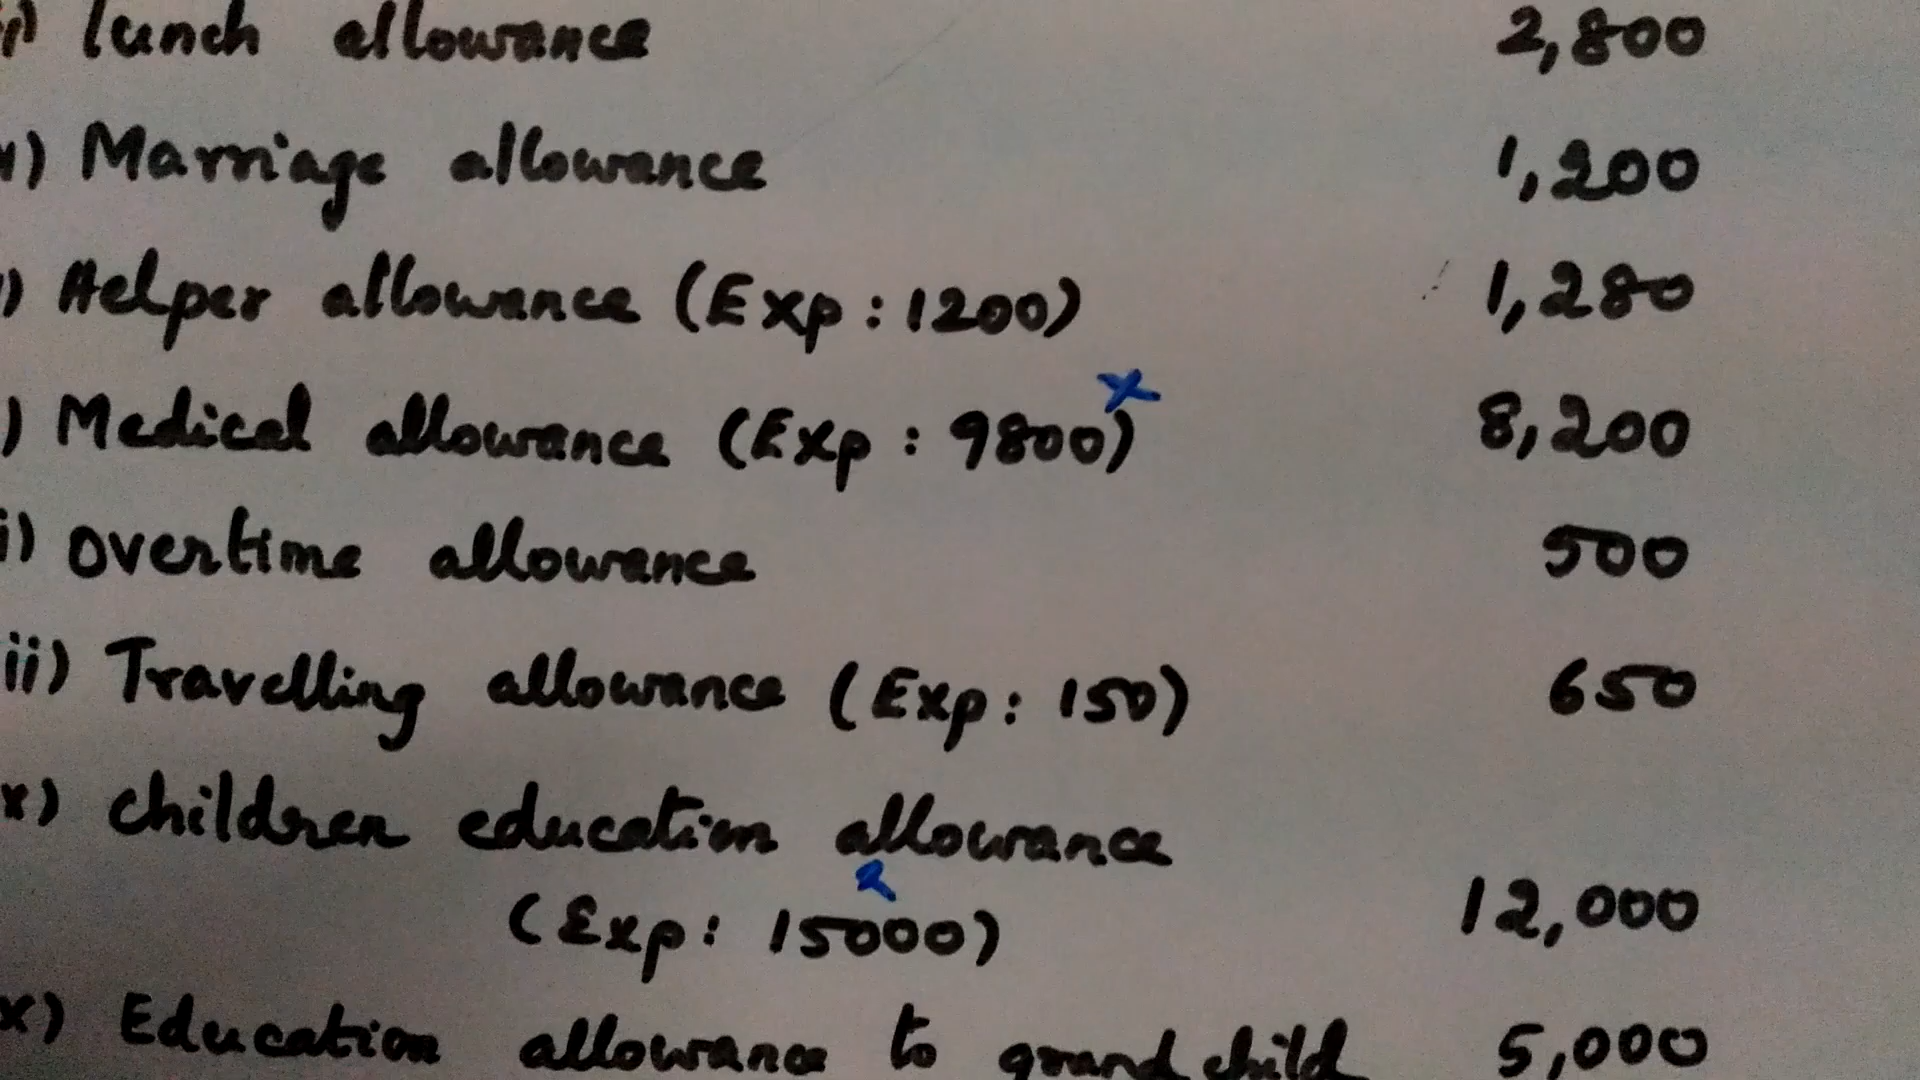 lunch allowance 2,800
Marriage allowance 1,200
) Helper allowance (Exp : 1200) 1,280
) Medical allowance (Exp : 9800) 8,200
i) Overtime allowance 500
ii) Travelling allowance (Exp : 150) 650
x) Children education allowance
(Exp : 15000) 12,000
x) Education allowance to grand child 5,000